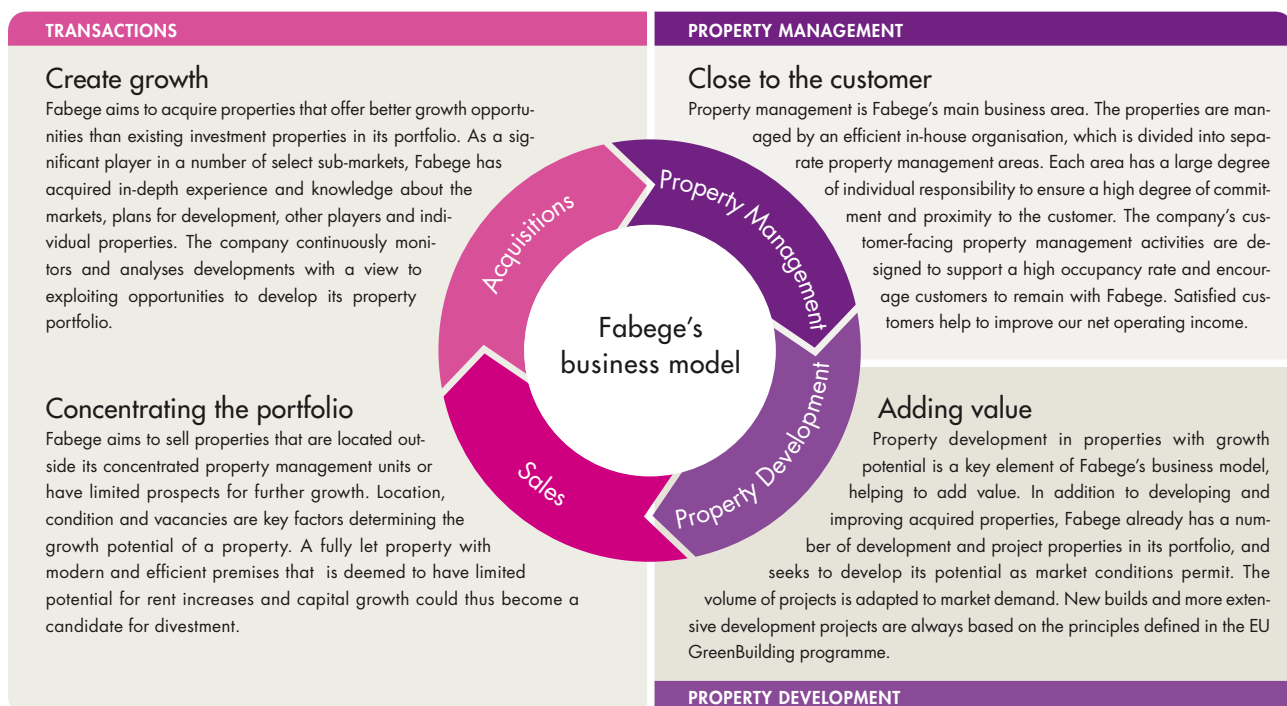 TRANSACTIONS
Create growth
Fabege aims to acquire properties that offer better growth opportu-
nities than existing investment properties in its portfolio. As a sig-
nificant player in a number of select sub-markets, Fabege has
acquired in-depth experience and knowledge about the
markets, plans for development, other players and indi-
vidual properties. The company continuously moni-
tors and analyses developments with a view to
exploiting opportunities to develop its property
portfolio.
Concentrating the portfolio
Fabege aims to sell properties that are located out-
side its concentrated property management units or
have limited prospects for further growth. Location,
condition and vacancies are key factors determining the
growth potential of a property. A fully let property with
modern and efficient premises that is deemed to have limited
potential for rent increases and capital growth could thus become a
candidate for divestment.
Acquisitions
Property Management
Fabege's
business model
Sales
Property Development
PROPERTY MANAGEMENT
Close to the customer
Property management is Fabege's main business area. The properties are man-
aged by an efficient in-house organisation, which is divided into sepa-
rate property management areas. Each area has a large degree
of individual responsibility to ensure a high degree of commit-
ment and proximity to the customer. The company's cus-
tomer-facing property management activities are de-
signed to support a high occupancy rate and encour-
age customers to remain with Fabege. Satisfied cus-
tomers help to improve our net operating income.
Adding value
Property development in properties with growth
potential is a key element of Fabege's business model,
helping to add value. In addition to developing and
improving acquired properties, Fabege already has a num-
ber of development and project properties in its portfolio, and
seeks to develop its potential as market conditions permit. The
volume of projects is adapted to market demand. New builds and more exten-
sive development projects are always based on the principles defined in the EU
GreenBuilding programme.
PROPERTY DEVELOPMENT